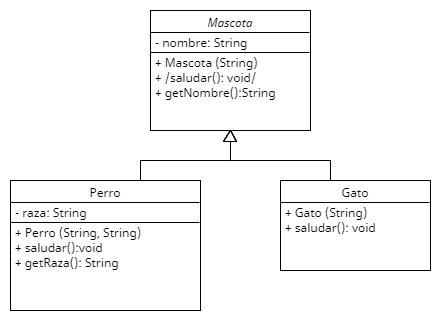 Mascota
- nombre: String
+ Mascota (String)
+ /saludar(): void/
+ getNombre():String
Perro
- raza: String
+ Perro (String, String)
+ saludar():void
+ getRaza(): String
Gato
+ Gato (String)
+ saludar(): void